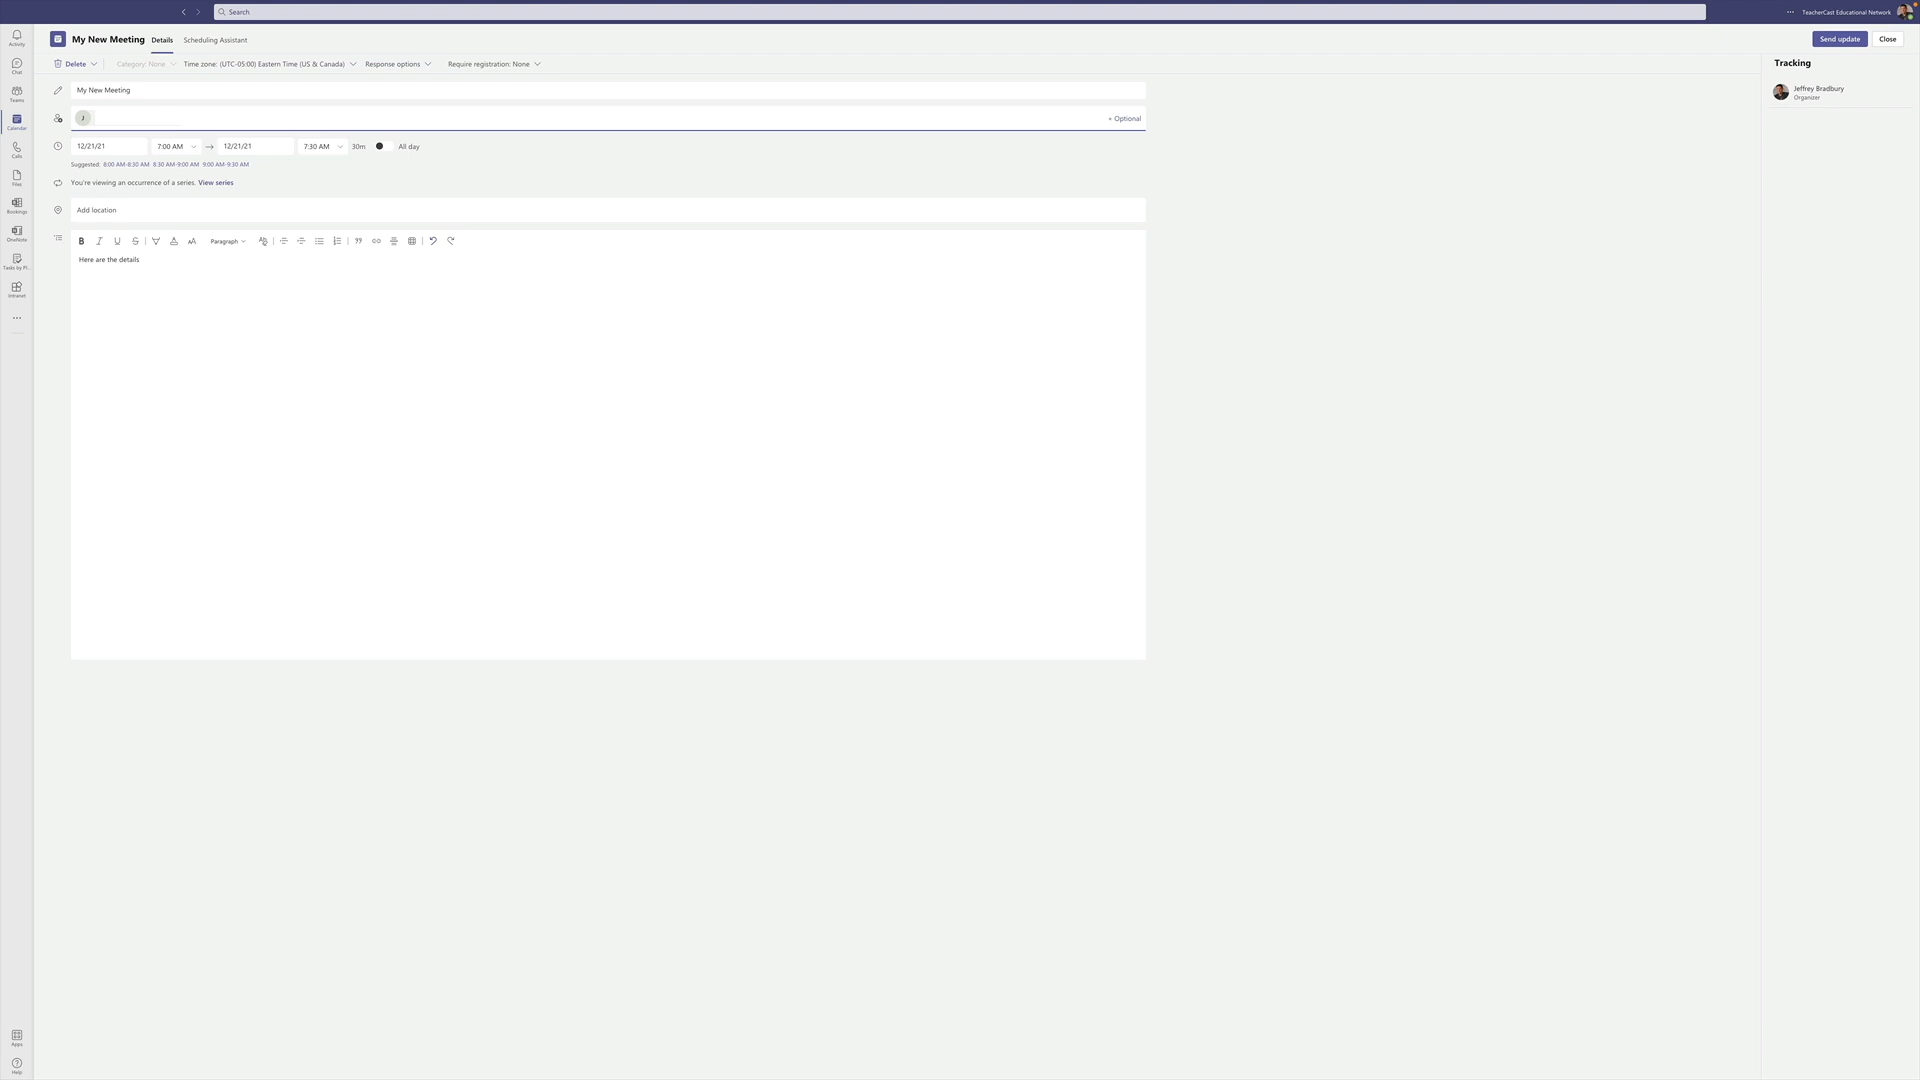 Search
TeacherCast Educational Network
Activity
Chat
Teams
Calendar
Calls
Files
Bookings
OneNote
Tasks by Pl...
Intranet
Apps
Help
My New Meeting Details Scheduling Assistant
Send update Close
Delete Category: None Time zone: (UTC-05:00) Eastern Time (US & Canada) Response options Require registration: None
My New Meeting
J + Optional
12/21/21 7:00 AM → 12/21/21 7:30 AM 30m All day
Suggested: 8:00 AM-8:30 AM 8:30 AM-9:00 AM 9:00 AM-9:30 AM
You're viewing an occurrence of a series. View series
Add location
Paragraph
Here are the details
Tracking
Jeffrey Bradbury
Organizer